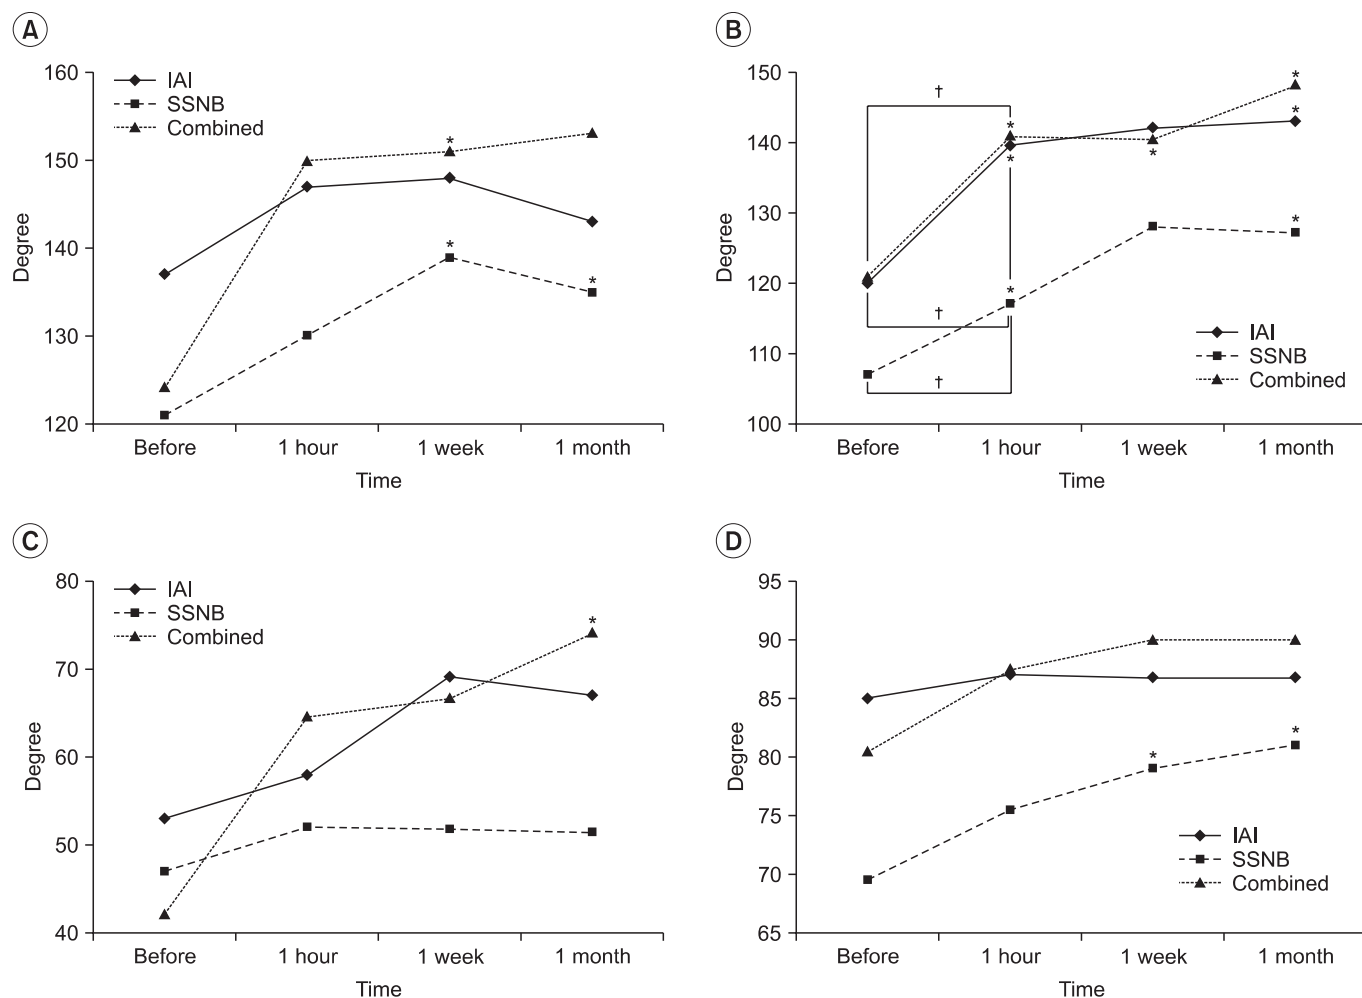 A
160
150
140
130
120
Degree
IAI
SSNB
Combined
*
*
*
Before 1 hour 1 week 1 month
Time
B
150
140
130
120
110
100
Degree
†
*
*
*
*
*
*
*
†
†
IAI
SSNB
Combined
Before 1 hour 1 week 1 month
Time
C
80
70
60
50
40
Degree
IAI
SSNB
Combined
*
Before 1 hour 1 week 1 month
Time
D
95
90
85
80
75
70
65
Degree
*
*
IAI
SSNB
Combined
Before 1 hour 1 week 1 month
Time